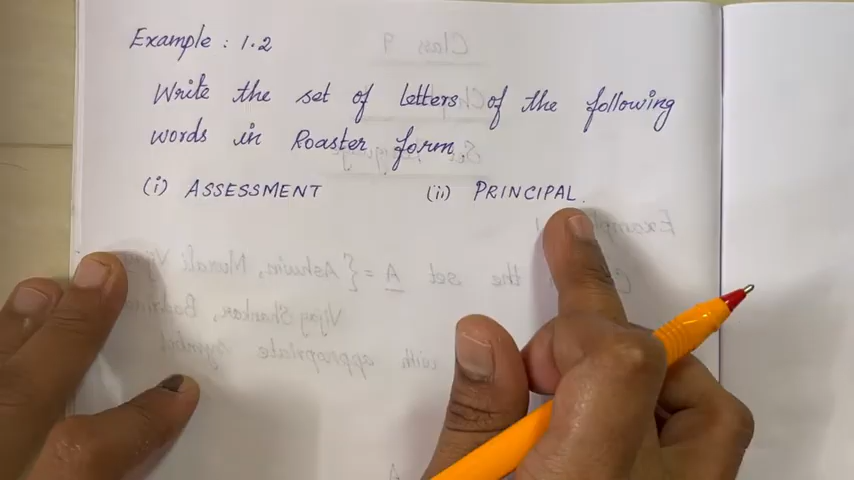 Example : 1.2
Write the set of letters of the following
words in Roaster form.
(i) ASSESSMENT (ii) PRINCIPAL.